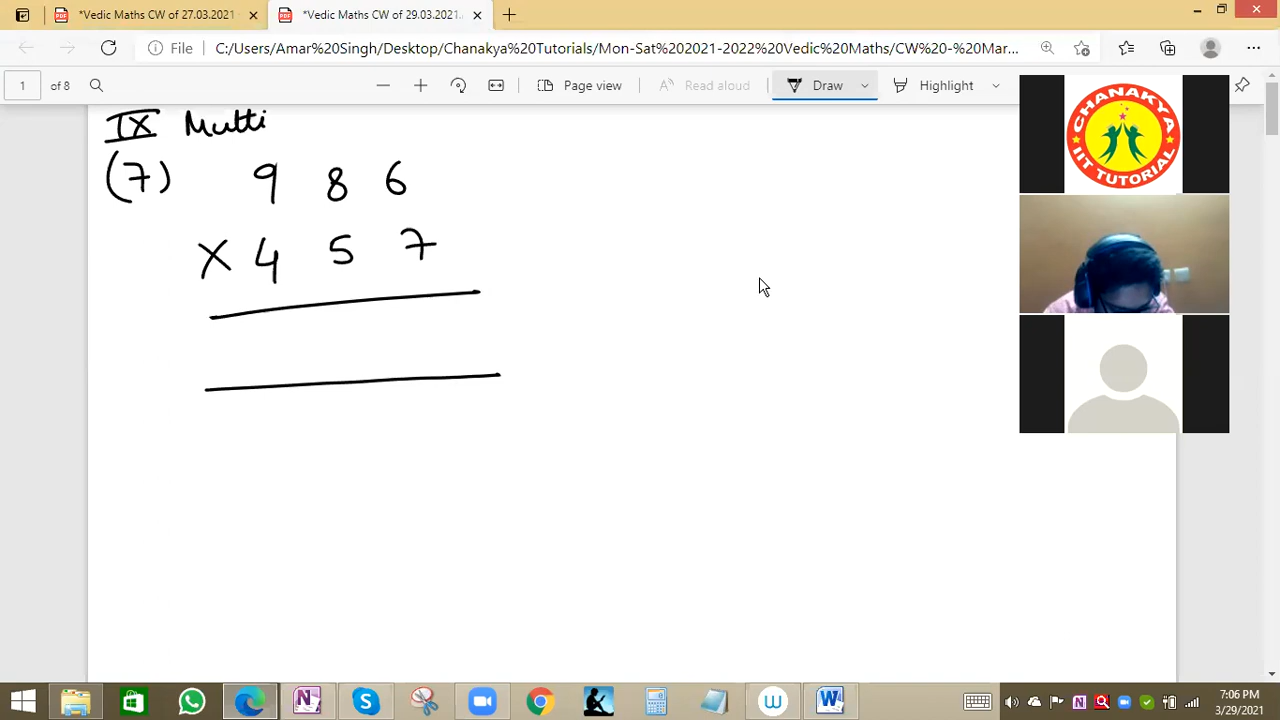 *Vedic Maths CW of 27.03.2021 -
*Vedic Maths CW of 29.03.2021.
File
C:/Users/Amar%20Singh/Desktop/Chanakya%20Tutorials/Mon-Sat%202021-2022%20Vedic%20Maths/CW%20-%20Mar...
1 of 8
Page view
Read aloud
Draw
Highlight
IX Multi
(7) 9 8 6
X 4 5 7
CHANAKYA
IIT TUTORIAL
7:06 PM
3/29/2021